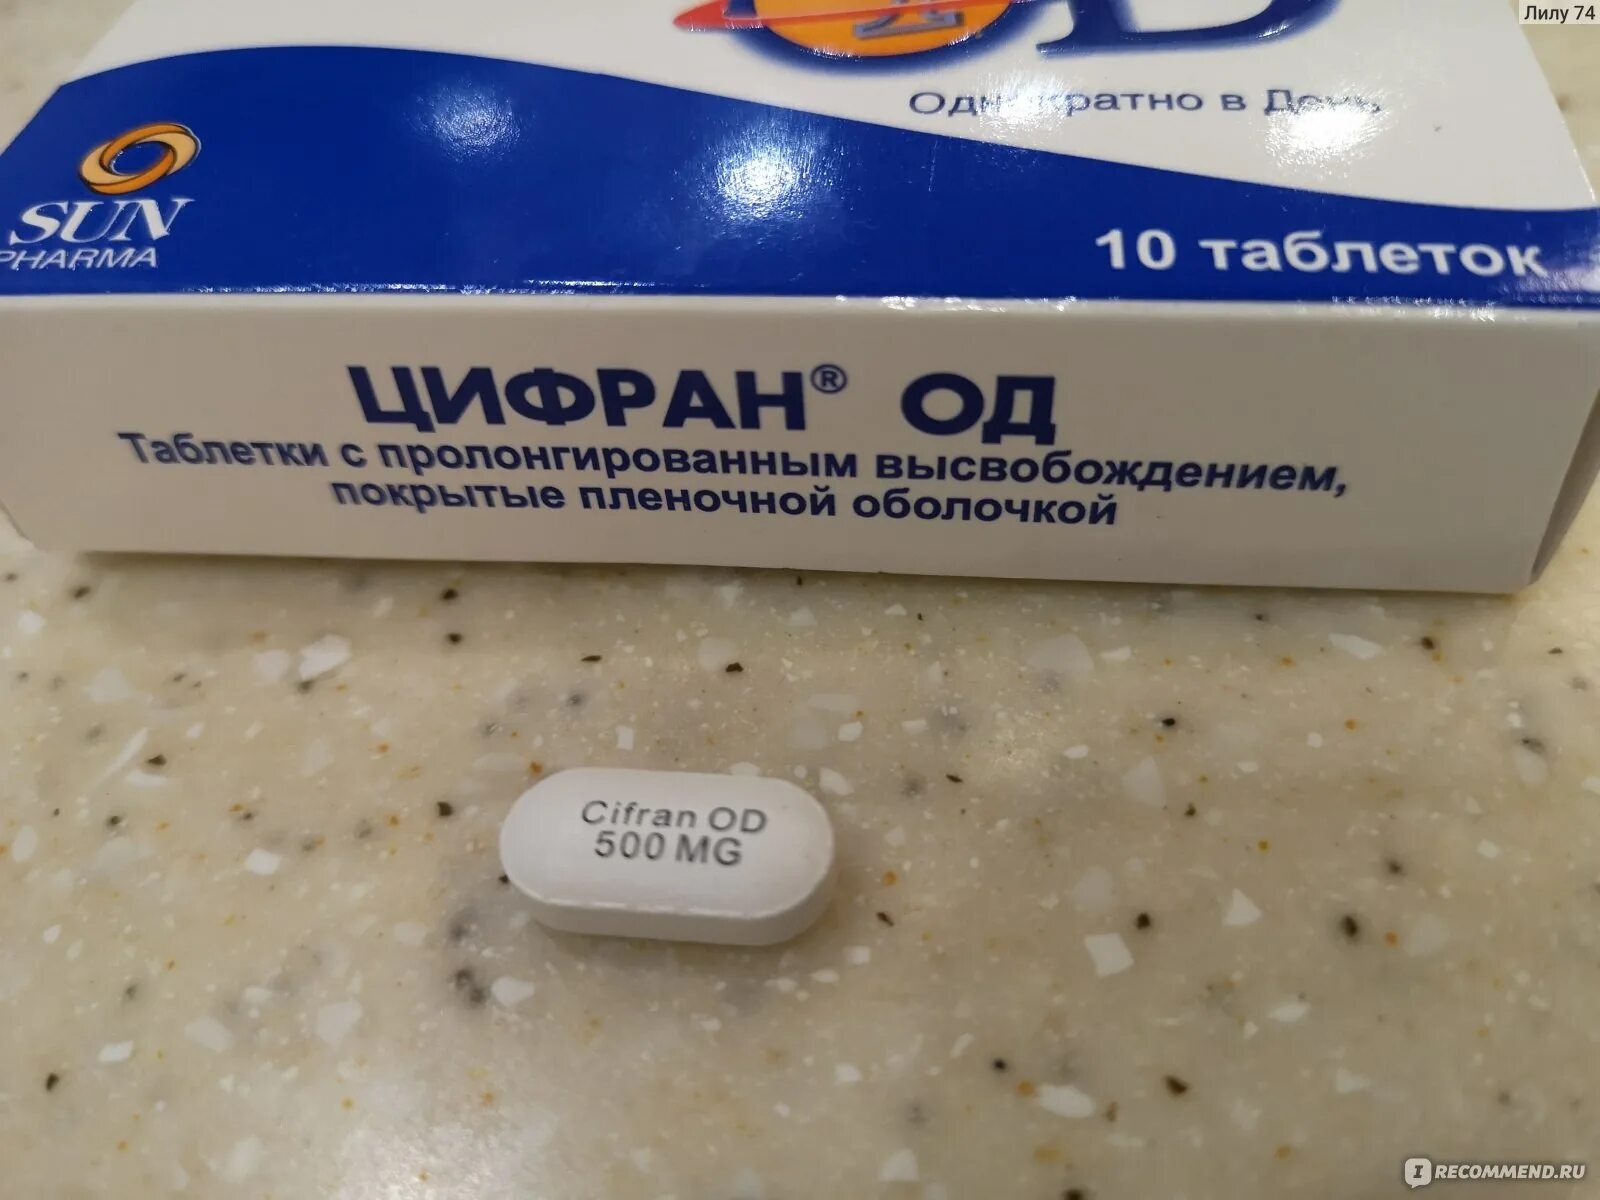 Лилу 74
Однократно в День
SUN
PHARMA
10 таблеток
ЦИФРАН® ОД
Таблетки с пролонгированным высвобождением,
покрытые пленочной оболочкой
Cifran OD
500 MG
IRECOMMEND.RU